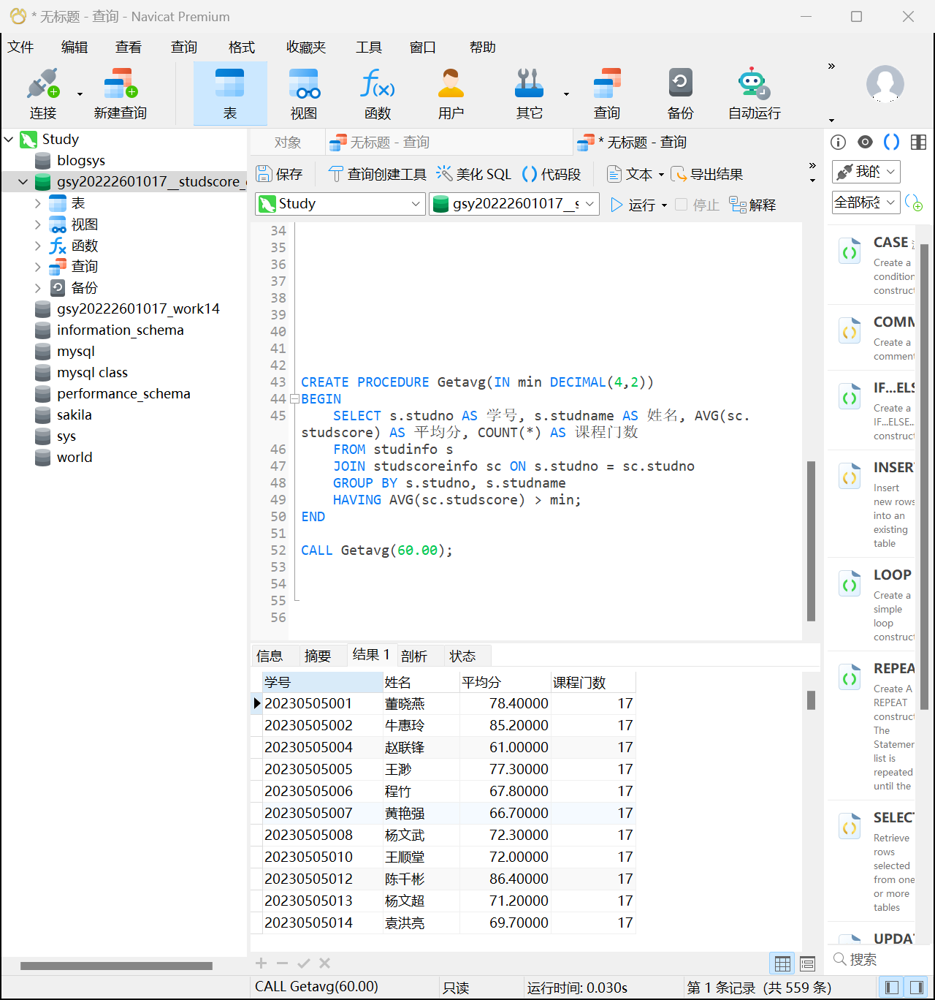 * 无标题 - 查询 - Navicat Premium
文件 编辑 查看 查询 格式 收藏夹 工具 窗口 帮助
连接 新建查询 表 视图 函数 用户 其它 查询 备份 自动运行
Study
blogsys
gsy20222601017__studscore_
表
视图
函数
查询
备份
gsy20222601017_work14
information_schema
mysql
mysql class
performance_schema
sakila
sys
world
对象 无标题 - 查询 * 无标题 - 查询
保存 查询创建工具 美化 SQL 代码段 文本 导出结果
Study gsy20222601017__s 运行 停止 解释
34
35
36
37
38
39
40
41
42
43 CREATE PROCEDURE Getavg(IN min DECIMAL(4,2))
44 BEGIN
45 SELECT s.studno AS 学号, s.studname AS 姓名, AVG(sc.
studscore) AS 平均分, COUNT(*) AS 课程门数
46 FROM studinfo s
47 JOIN studscoreinfo sc ON s.studno = sc.studno
48 GROUP BY s.studno, s.studname
49 HAVING AVG(sc.studscore) > min;
50 END
51
52 CALL Getavg(60.00);
53
54
55
56
信息 摘要 结果 1 剖析 状态
学号 姓名 平均分 课程门数
20230505001 董晓燕 78.40000 17
20230505002 牛惠玲 85.20000 17
20230505004 赵联锋 61.00000 17
20230505005 王渺 77.30000 17
20230505006 程竹 67.80000 17
20230505007 黄艳强 66.70000 17
20230505008 杨文武 72.30000 17
20230505010 王顺堂 72.00000 17
20230505012 陈千彬 86.40000 17
20230505013 杨文超 71.20000 17
20230505014 袁洪亮 69.70000 17
CALL Getavg(60.00) 只读 运行时间: 0.030s 第 1 条记录 (共 559 条)
我的
全部标签
CASE
Create a
condition
construct
COMM
Create a
comment
IF...ELS
Create a
IF...ELSE...
construct
INSER
Insert
new rows
into an
existing
table
LOOP
Create a
simple
loop
construct
REPEA
Create A
REPEAT
construct.
The
Statemer
list is
repeated
until the
SELEC
Retrieve
rows
selected
from one
or more
tables
UPDA
搜索